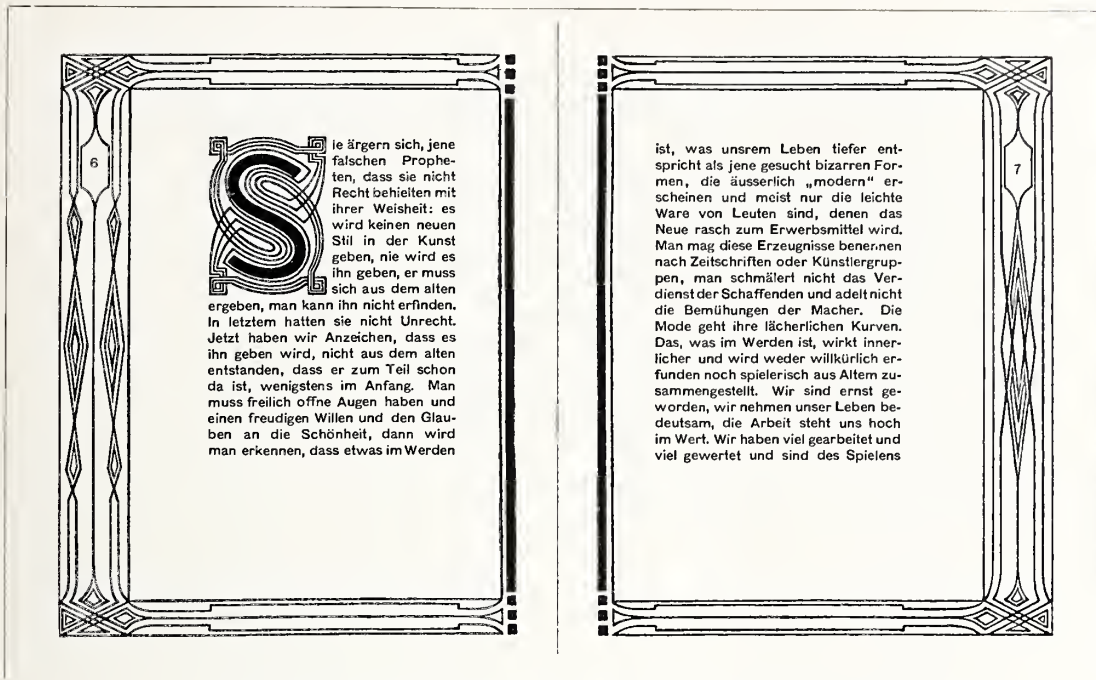 6
Sie ärgern sich, jene
falschen Prophe-
ten, dass sie nicht
Recht behielten mit
ihrer Weisheit: es
wird keinen neuen
Stil in der Kunst
geben, nie wird es
ihn geben, er muss
sich aus dem alten
ergeben, man kann ihn nicht erfinden.
In letztem hatten sie nicht Unrecht.
Jetzt haben wir Anzeichen, dass es
ihn geben wird, nicht aus dem alten
entstanden, dass er zum Teil schon
da ist, wenigstens im Anfang. Man
muss freilich offne Augen haben und
einen freudigen Willen und den Glau-
ben an die Schönheit, dann wird
man erkennen, dass etwas im Werden
7
ist, was unsrem Leben tiefer ent-
spricht als jene gesucht bizarren For-
men, die äusserlich „modern“ er-
scheinen und meist nur die leichte
Ware von Leuten sind, denen das
Neue rasch zum Erwerbsmittel wird.
Man mag diese Erzeugnisse benennen
nach Zeitschriften oder Künstlergrup-
pen, man schmälert nicht das Ver-
dienst der Schaffenden und adelt nicht
die Bemühungen der Macher. Die
Mode geht ihre lächerlichen Kurven.
Das, was im Werden ist, wirkt inner-
licher und wird weder willkürlich er-
funden noch spielerisch aus Altem zu-
sammengestellt. Wir sind ernst ge-
worden, wir nehmen unser Leben be-
deutsam, die Arbeit steht uns hoch
im Wert. Wir haben viel gearbeitet und
viel gewertet und sind des Spielens